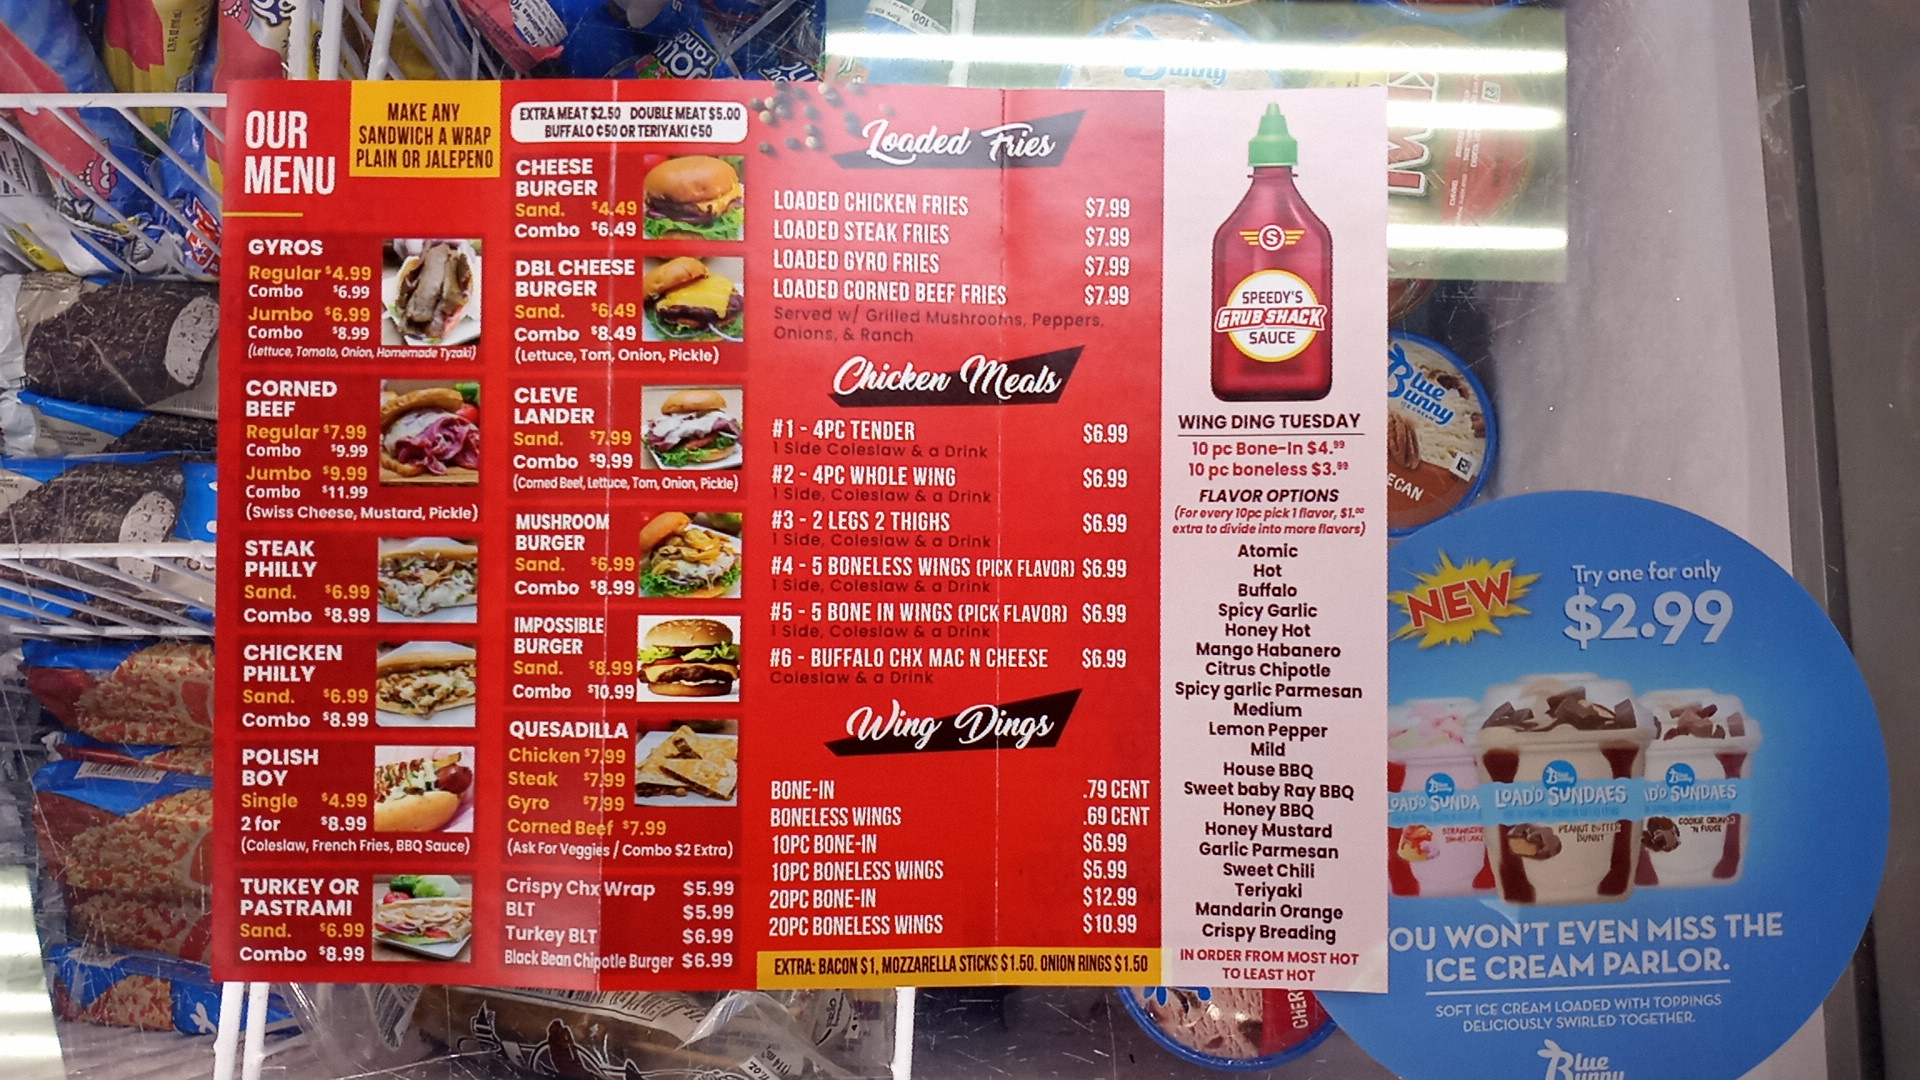 OUR
MENU
MAKE ANY
SANDWICH A WRAP
PLAIN OR JALEPENO
GYROS
Regular $4.99
Combo $6.99
Jumbo $6.99
Combo $8.99
(Lettuce, Tomato, Onion, Homemade Tyzaki)
CORNED
BEEF
Regular $7.99
Combo $9.99
Jumbo $9.99
Combo $11.99
(Swiss Cheese, Mustard, Pickle)
STEAK
PHILLY
Sand. $6.99
Combo $8.99
CHICKEN
PHILLY
Sand. $6.99
Combo $8.99
POLISH
BOY
Single $4.99
2 for $8.99
(Coleslaw, French Fries, BBQ Sauce)
TURKEY OR
PASTRAMI
Sand. $6.99
Combo $8.99
EXTRA MEAT $2.50 DOUBLE MEAT $5.00
BUFFALO ¢50 OR TERIYAKI ¢50
CHEESE
BURGER
Sand. $4.49
Combo $6.49
DBL CHEESE
BURGER
Sand. $6.49
Combo $8.49
(Lettuce, Tom, Onion, Pickle)
CLEVE
LANDER
Sand. $7.99
Combo $9.99
(Corned Beef, Lettuce, Tom, Onion, Pickle)
MUSHROOM
BURGER
Sand. $6.99
Combo $8.99
IMPOSSIBLE
BURGER
Sand. $8.99
Combo $10.99
QUESADILLA
Chicken $7.99
Steak $7.99
Gyro $7.99
Corned Beef $7.99
(Ask For Veggies / Combo $2 Extra)
Crispy Chx Wrap $5.99
BLT $5.99
Turkey BLT $6.99
Black Bean Chipotle Burger $6.99
Loaded Fries
LOADED CHICKEN FRIES $7.99
LOADED STEAK FRIES $7.99
LOADED GYRO FRIES $7.99
LOADED CORNED BEEF FRIES $7.99
Served w/ Grilled Mushrooms, Peppers,
Onions, & Ranch
Chicken Meals
#1 - 4PC TENDER $6.99
1 Side Coleslaw & a Drink
#2 - 4PC WHOLE WING $6.99
1 Side, Coleslaw & a Drink
#3 - 2 LEGS 2 THIGHS $6.99
1 Side, Coleslaw & a Drink
#4 - 5 BONELESS WINGS (PICK FLAVOR) $6.99
1 Side, Coleslaw & a Drink
#5 - 5 BONE IN WINGS (PICK FLAVOR) $6.99
1 Side, Coleslaw & a Drink
#6 - BUFFALO CHX MAC N CHEESE $6.99
Coleslaw & a Drink
Wing Dings
BONE-IN .79 CENT
BONELESS WINGS .69 CENT
10PC BONE-IN $6.99
10PC BONELESS WINGS $5.99
20PC BONE-IN $12.99
20PC BONELESS WINGS $10.99
EXTRA: BACON $1, MOZZARELLA STICKS $1.50. ONION RINGS $1.50
S
SPEEDY'S
GRUB SHACK
SAUCE
WING DING TUESDAY
10 pc Bone-In $4.99
10 pc boneless $3.99
FLAVOR OPTIONS
(For every 10pc pick 1 flavor, $1.00
extra to divide into more flavors)
Atomic
Hot
Buffalo
Spicy Garlic
Honey Hot
Mango Habanero
Citrus Chipotle
Spicy garlic Parmesan
Medium
Lemon Pepper
Mild
House BBQ
Sweet baby Ray BBQ
Honey BBQ
Honey Mustard
Garlic Parmesan
Sweet Chili
Teriyaki
Mandarin Orange
Crispy Breading
IN ORDER FROM MOST HOT
TO LEAST HOT
Blue
Bunny
ICE CREAM
ECAN
NEW
Try one for only
$2.99
LOAD'D SUNDAES
PEANUT BUTTER
OU WON'T EVEN MISS THE
ICE CREAM PARLOR.
SOFT ICE CREAM LOADED WITH TOPPINGS
DELICIOUSLY SWIRLED TOGETHER.
Blue
Bunny
CHER